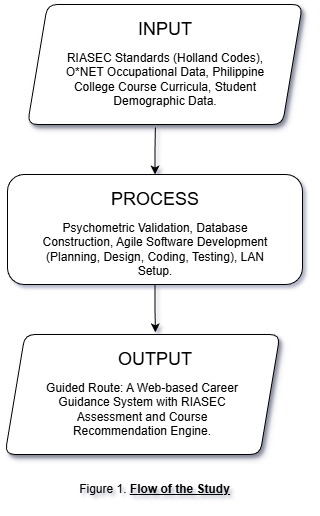 INPUT
RIASEC Standards (Holland Codes),
O*NET Occupational Data, Philippine
College Course Curricula, Student
Demographic Data.
PROCESS
Psychometric Validation, Database
Construction, Agile Software Development
(Planning, Design, Coding, Testing), LAN
Setup.
OUTPUT
Guided Route: A Web-based Career
Guidance System with RIASEC
Assessment and Course
Recommendation Engine.
Figure 1. Flow of the Study